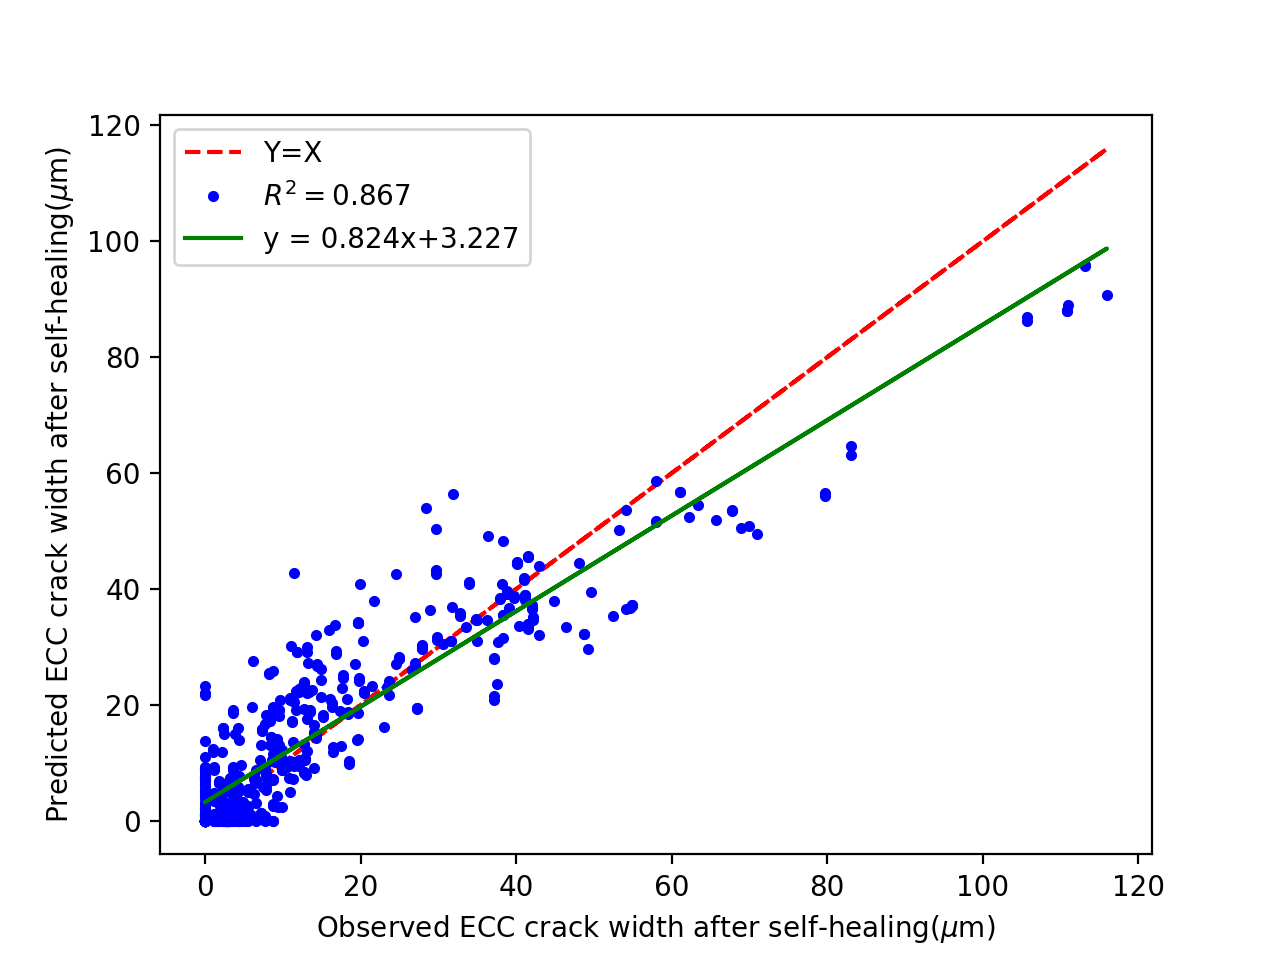 Y=X
R² = 0.867
y = 0.824x+3.227
Predicted ECC crack width after self-healing(μm)
120
100
80
60
40
20
0
0 20 40 60 80 100 120
Observed ECC crack width after self-healing(μm)